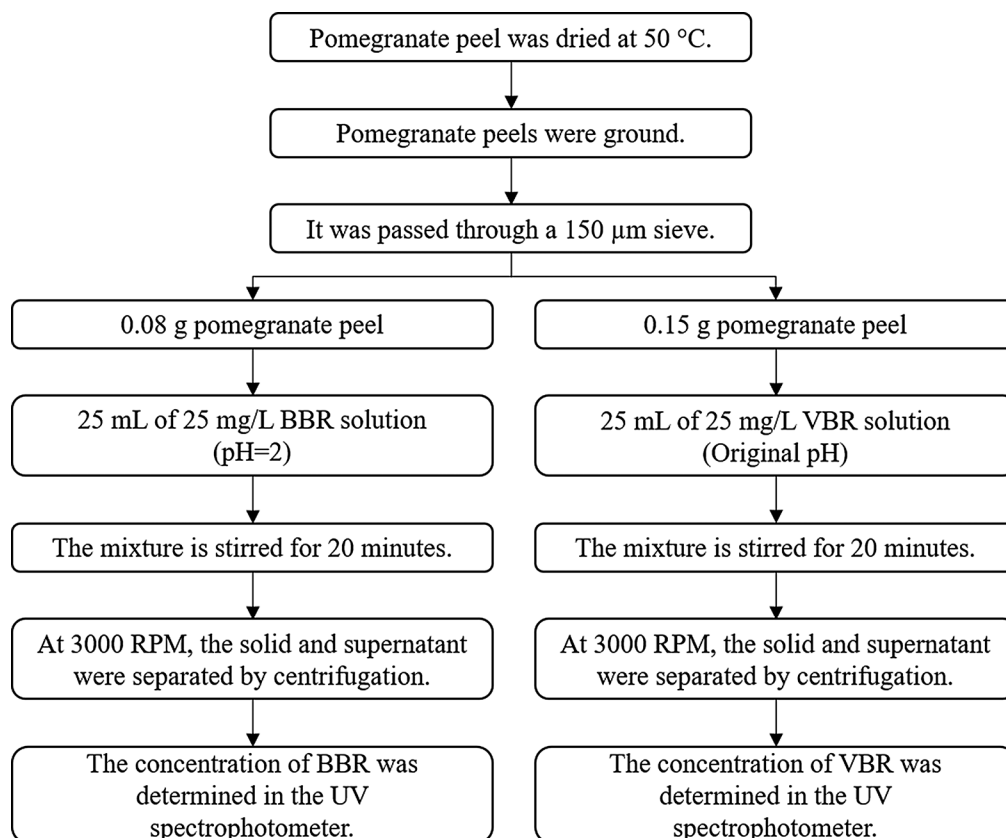 Pomegranate peel was dried at 50 °C.
Pomegranate peels were ground.
It was passed through a 150 µm sieve.
0.08 g pomegranate peel
25 mL of 25 mg/L BBR solution
(pH=2)
The mixture is stirred for 20 minutes.
At 3000 RPM, the solid and supernatant
were separated by centrifugation.
The concentration of BBR was
determined in the UV
spectrophotometer.
0.15 g pomegranate peel
25 mL of 25 mg/L VBR solution
(Original pH)
The mixture is stirred for 20 minutes.
At 3000 RPM, the solid and supernatant
were separated by centrifugation.
The concentration of VBR was
determined in the UV
spectrophotometer.